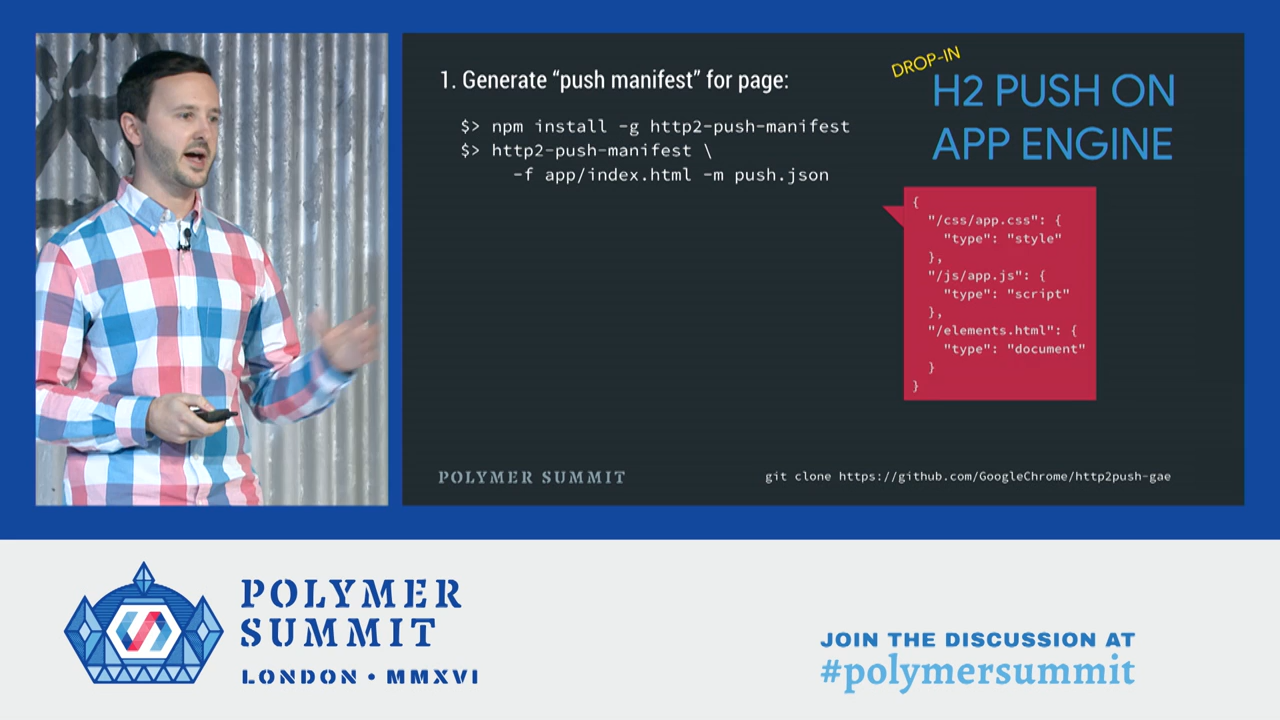 1. Generate “push manifest” for page:
$> npm install -g http2-push-manifest
$> http2-push-manifest \
-f app/index.html -m push.json
DROP-IN
H2 PUSH ON
APP ENGINE
{
"/css/app.css": {
"type": "style"
},
"/js/app.js": {
"type": "script"
},
"/elements.html": {
"type": "document"
}
}
POLYMER SUMMIT
git clone https://github.com/GoogleChrome/http2push-gae
POLYMER
SUMMIT
LONDON • MMXVI
JOIN THE DISCUSSION AT
#polymersummit